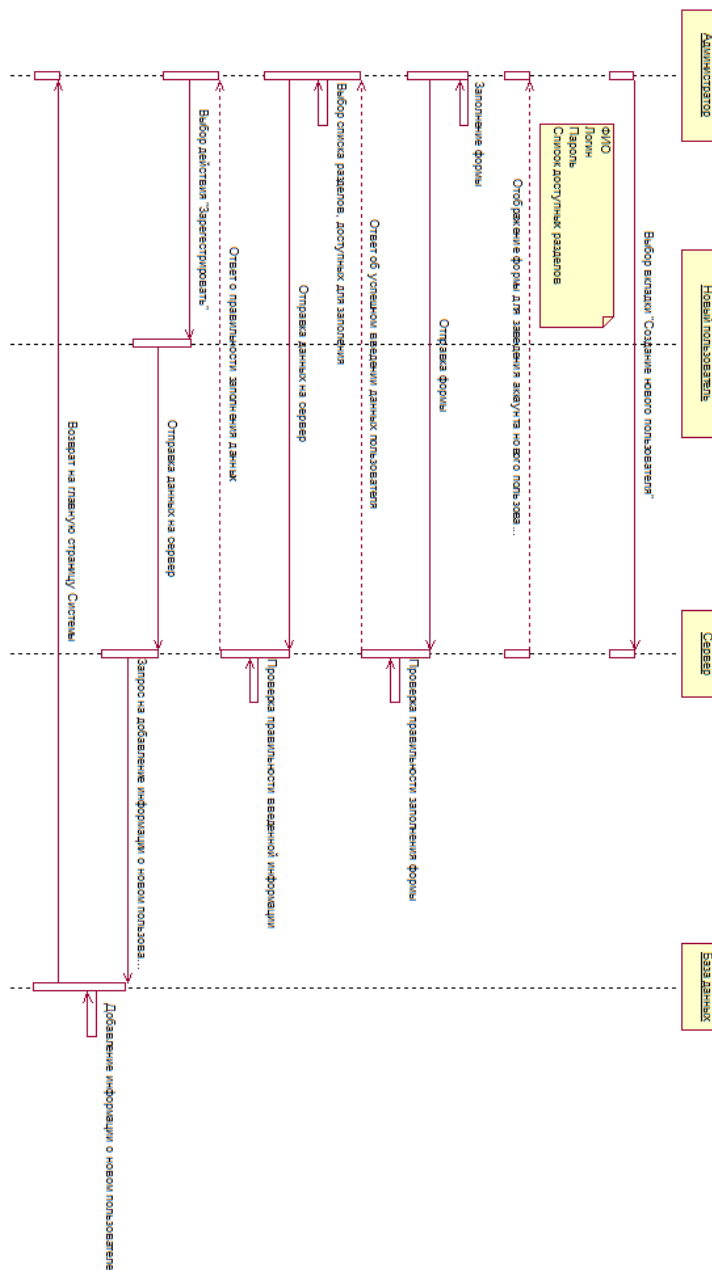 Администратор
Новый пользователь
Сервер
База данных
Выбор вкладки "Создание нового пользователя"
ФИО
Логин
Пароль
Список доступных разделов
Отображение формы для заведения аккаунта нового пользова...
Заполнение формы
Отправка формы
Проверка правильности заполнения формы
Ответ об успешном введении данных пользователя
Выбор списка разделов, доступных для заполения
Отправка данных на сервер
Проверка правильности введенной информации
Ответ о правильности заполнения данных
Выбор действия "Зарегестрировать"
Отправка данных на сервер
Запрос на добавление информации о новом пользова...
Добавление информации о новом пользователе
Возврат на главную страницу Системы